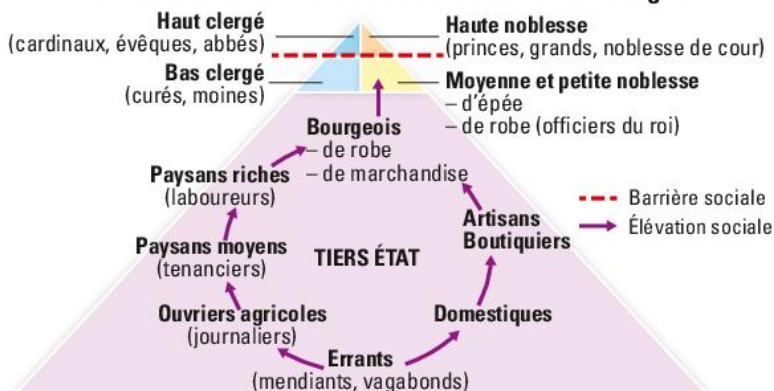 Haut clergé
(cardinaux, évêques, abbés)
Haute noblesse
(princes, grands, noblesse de cour)
Bas clergé
(curés, moines)
Moyenne et petite noblesse
– d'épée
– de robe (officiers du roi)
Bourgeois
– de robe
– de marchandise
Paysans riches
(laboureurs)
Barrière sociale
Élévation sociale
Artisans
Boutiquiers
Paysans moyens
(tenanciers)
TIERS ÉTAT
Ouvriers agricoles
(journaliers)
Domestiques
Errants
(mendiants, vagabonds)